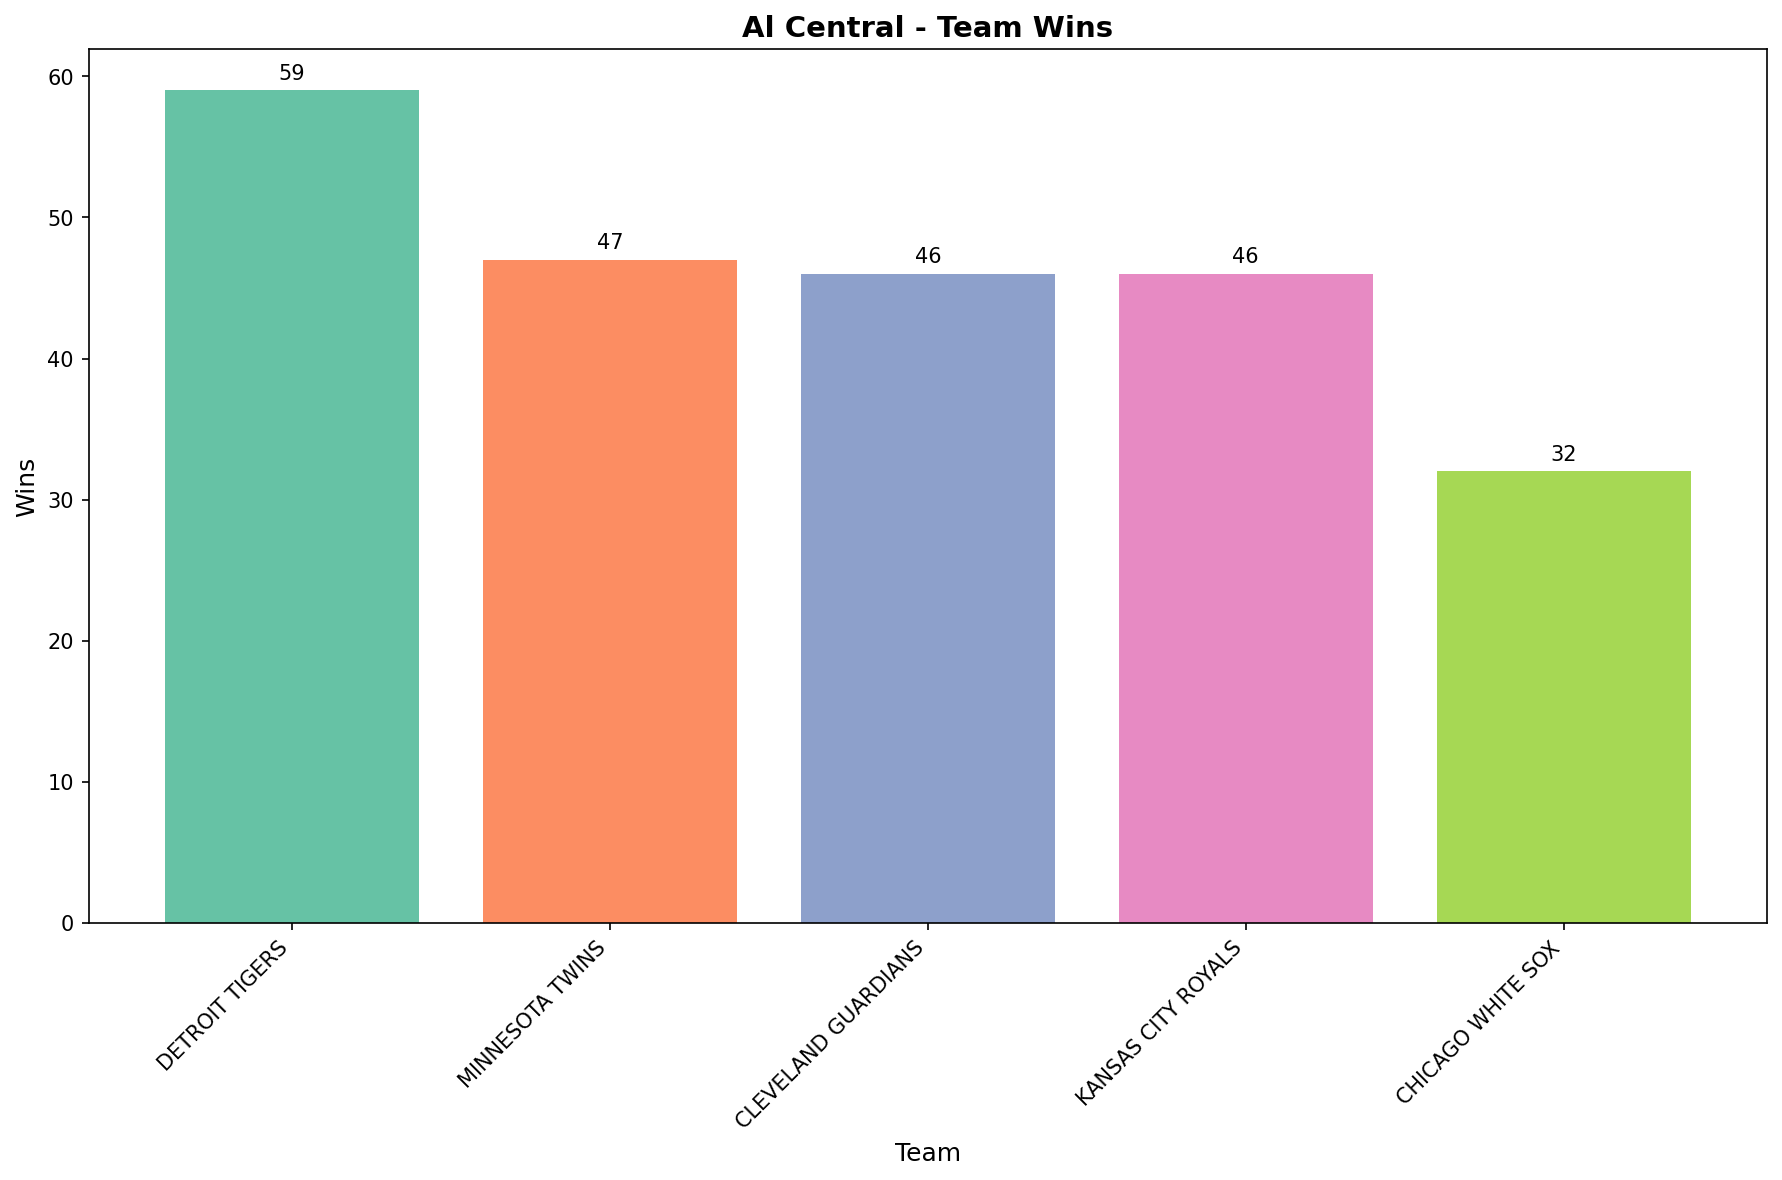 Al Central - Team Wins
Wins
60
50
40
30
20
10
0
59
47
46
46
32
DETROIT TIGERS
MINNESOTA TWINS
CLEVELAND GUARDIANS
KANSAS CITY ROYALS
CHICAGO WHITE SOX
Team